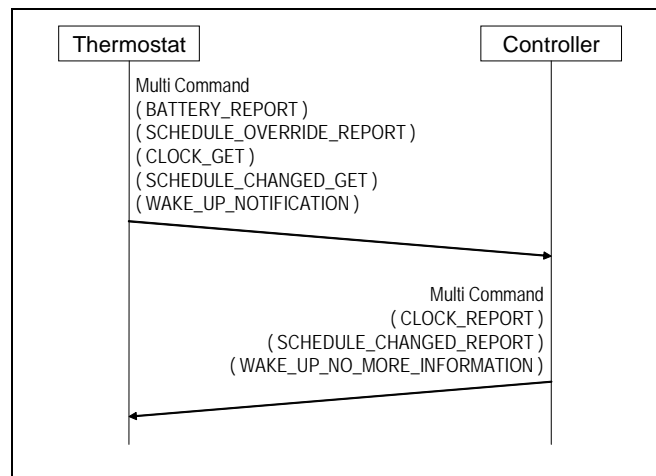 Thermostat
Controller
Multi Command
( BATTERY_REPORT )
( SCHEDULE_OVERRIDE_REPORT )
( CLOCK_GET )
( SCHEDULE_CHANGED_GET )
( WAKE_UP_NOTIFICATION )
Multi Command
( CLOCK_REPORT )
( SCHEDULE_CHANGED_REPORT )
( WAKE_UP_NO_MORE_INFORMATION )